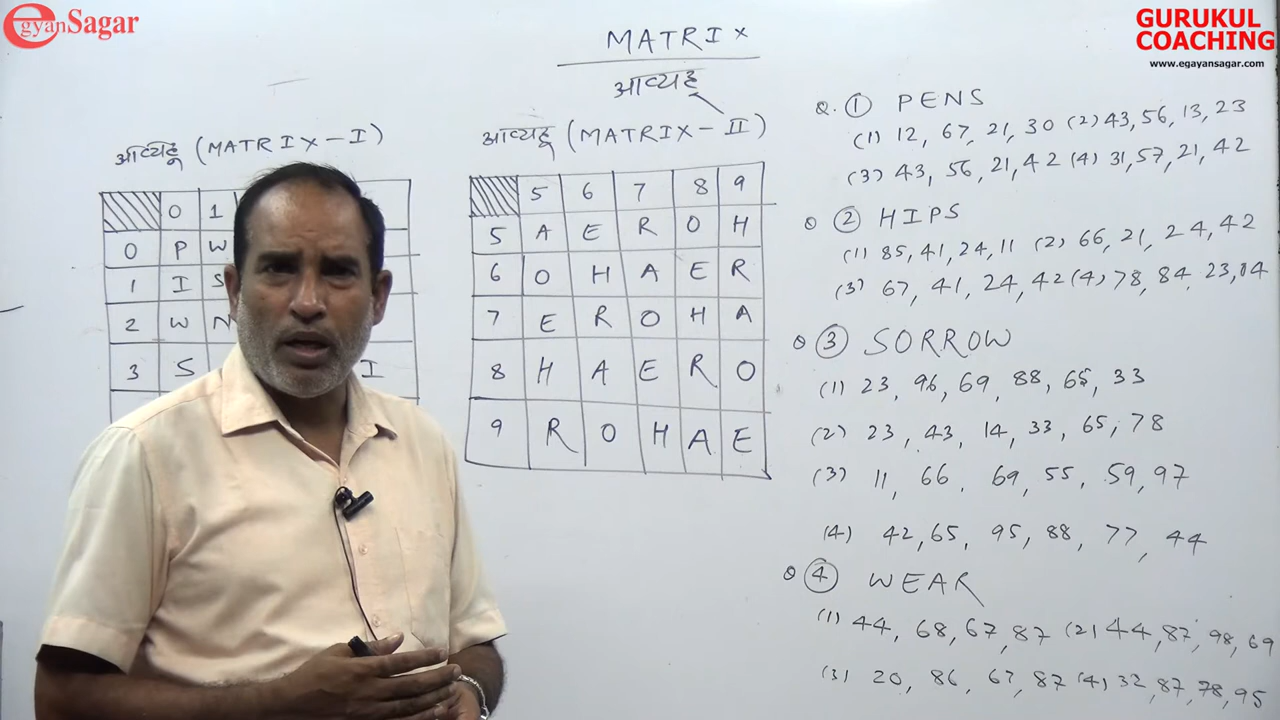 egyanSagar
GURUKUL
COACHING
www.egayansagar.com
MATRIX
आव्यहू
आव्यहू (MATRIX-I)
0 1
0 P W
1 I S
2 W N
3 S I
आव्यहू (MATRIX-II)
5 6 7 8 9
5 A E R O H
6 O H A E R
7 E R O H A
8 H A E R O
9 R O H A E
Q. ① PENS
(1) 12, 67, 21, 30 (2) 43, 56, 13, 23
(3) 43, 56, 21, 42 (4) 31, 57, 21, 42
Q ② HIPS
(1) 85, 41, 24, 11 (2) 66, 21, 24, 42
(3) 67, 41, 24, 42 (4) 78, 84, 23, 14
Q ③ SORROW
(1) 23, 96, 69, 88, 65, 33
(2) 23, 43, 14, 33, 65, 78
(3) 11, 66, 69, 55, 59, 97
(4) 42, 65, 95, 88, 77, 44
Q ④ WEAR
(1) 44, 68, 67, 87 (2) 44, 87, 98, 69
(3) 20, 86, 67, 87 (4) 32, 87, 78, 95